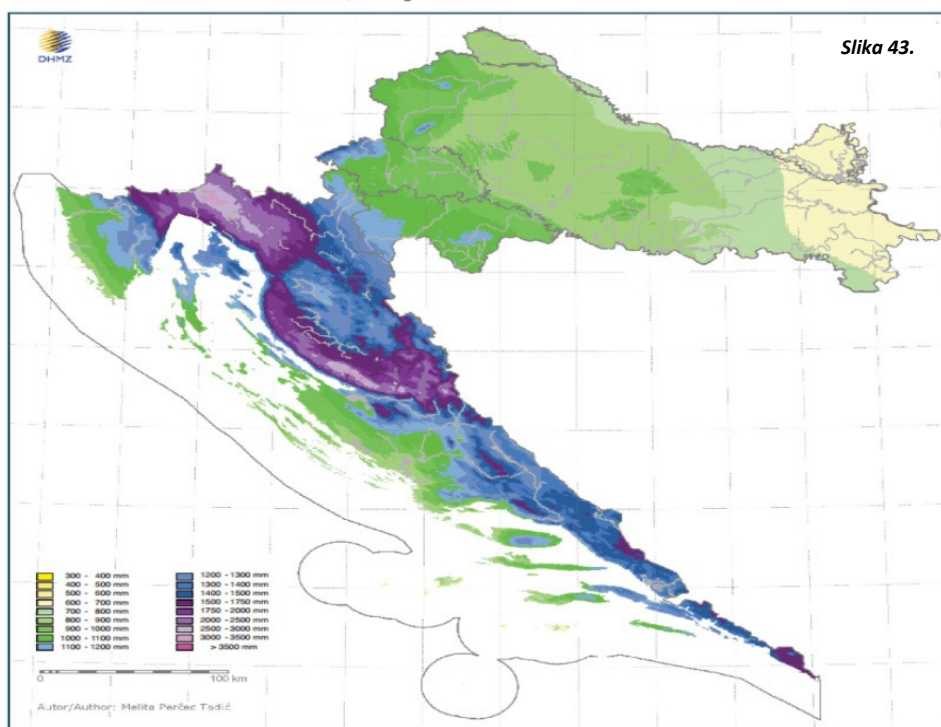 DHMZ
Slika 43.
300 - 400 mm
400 - 500 mm
500 - 600 mm
600 - 700 mm
700 - 800 mm
800 - 900 mm
900 - 1000 mm
1000 - 1100 mm
1100 - 1200 mm
1200 - 1300 mm
1300 - 1400 mm
1400 - 1500 mm
1500 - 1750 mm
1750 - 2000 mm
2000 - 2500 mm
2500 - 3000 mm
3000 - 3500 mm
> 3500 mm
0 100 km
Autor/Author: Melita Perčec Tadić